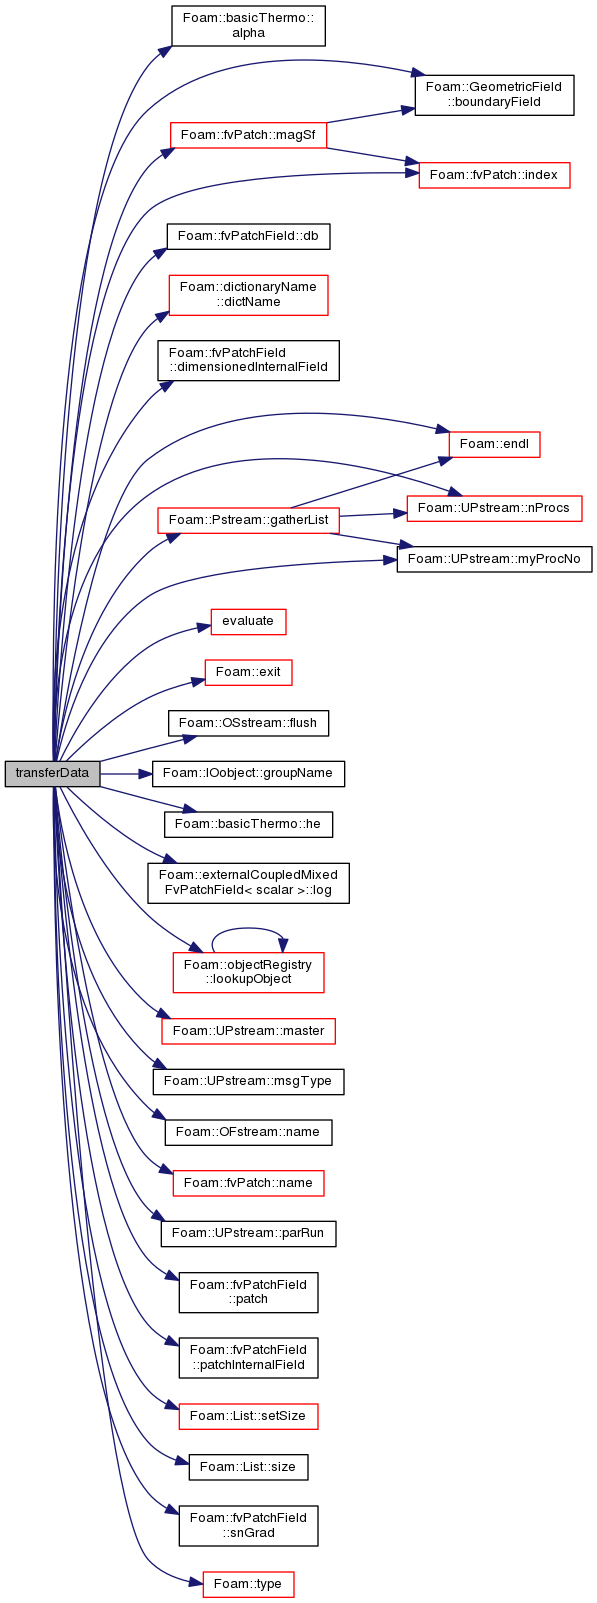 Foam::basicThermo::
alpha
Foam::GeometricField
::boundaryField
Foam::fvPatch::magSf
Foam::fvPatch::index
Foam::fvPatchField::db
Foam::dictionaryName
::dictName
Foam::fvPatchField
::dimensionedInternalField
Foam::endl
Foam::UPstream::nProcs
Foam::Pstream::gatherList
Foam::UPstream::myProcNo
evaluate
Foam::exit
Foam::OSstream::flush
transferData
Foam::IOobject::groupName
Foam::basicThermo::he
Foam::externalCoupledMixed
FvPatchField< scalar >::log
Foam::objectRegistry
::lookupObject
Foam::UPstream::master
Foam::UPstream::msgType
Foam::OFstream::name
Foam::fvPatch::name
Foam::UPstream::parRun
Foam::fvPatchField
::patch
Foam::fvPatchField
::patchInternalField
Foam::List::setSize
Foam::List::size
Foam::fvPatchField
::snGrad
Foam::type